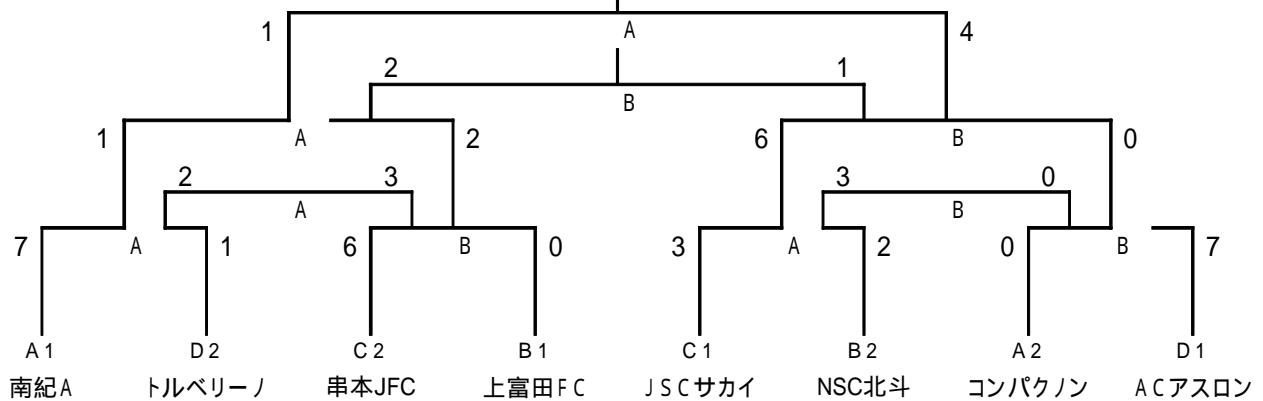 1 A 4
2 1
B
1 A 2 6 B 0
2 3 3 0
A B
7 A 1 6 B 0 3 A 2 0 B 7
A1 D2 C2 B1 C1 B2 A2 D1
南紀A トルベリーノ 串本JFC 上富田FC JSCサカイ NSC北斗 コンパクノン ACアスロン